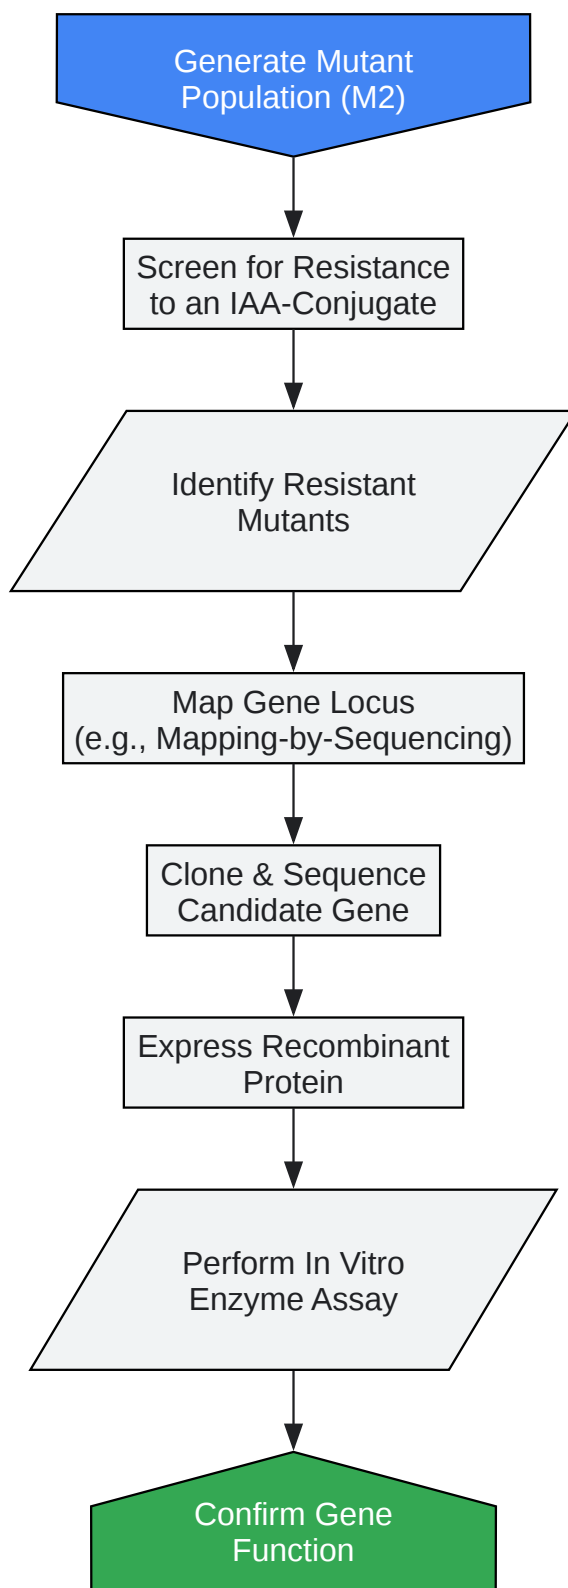 Generate Mutant
Population (M2)
Screen for Resistance
to an IAA-Conjugate
Identify Resistant
Mutants
Map Gene Locus
(e.g., Mapping-by-Sequencing)
Clone & Sequence
Candidate Gene
Express Recombinant
Protein
Perform In Vitro
Enzyme Assay
Confirm Gene
Function